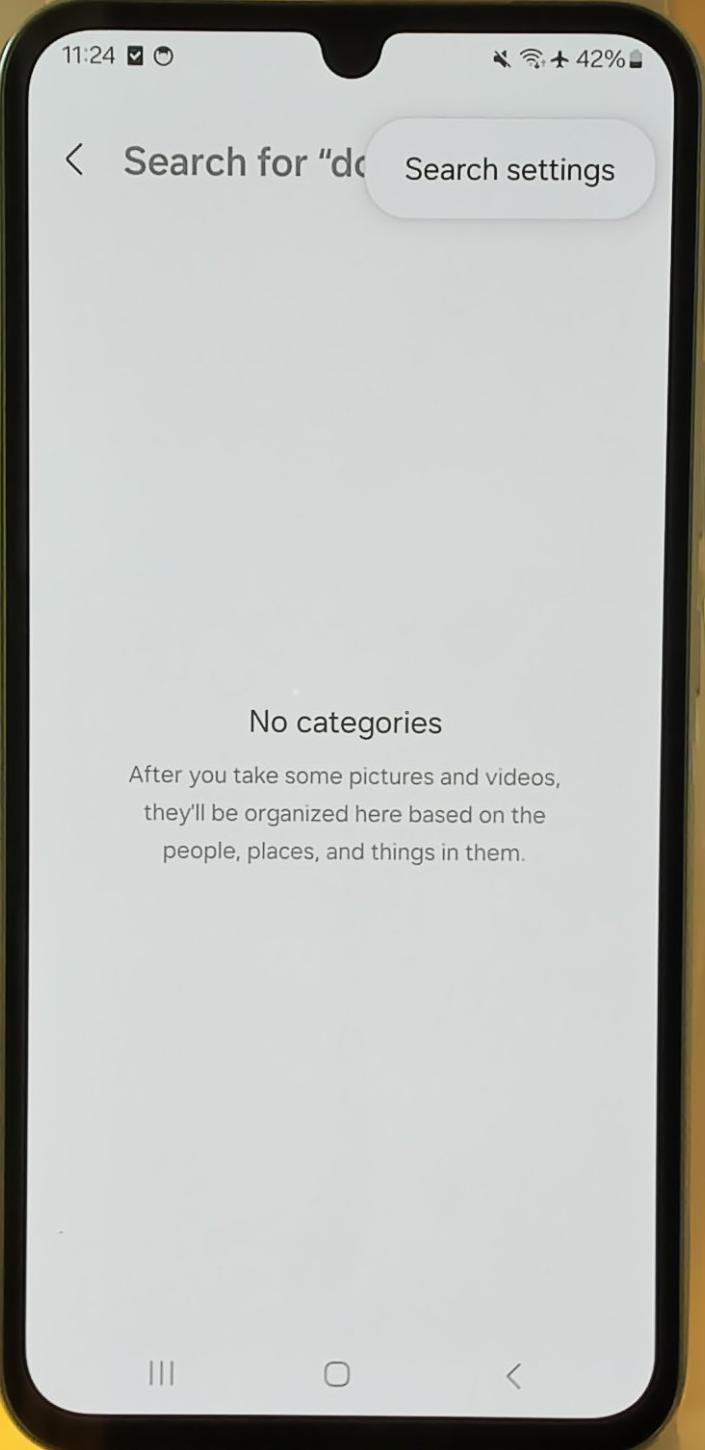 11:24
42%
Search for “do
Search settings
No categories
After you take some pictures and videos,
they'll be organized here based on the
people, places, and things in them.